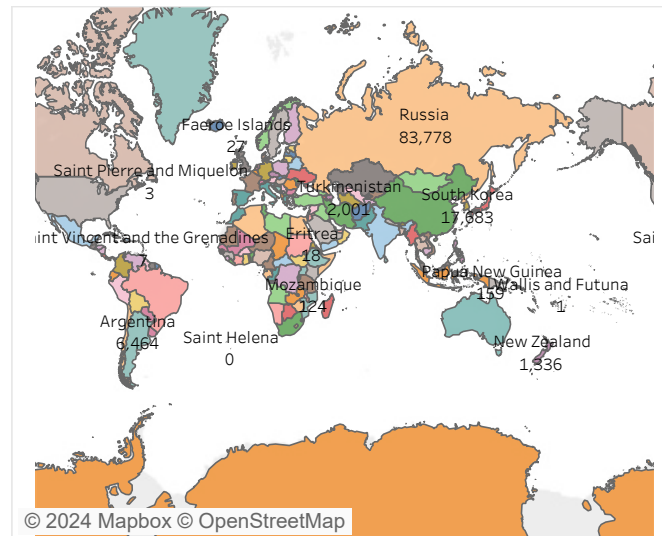 Faeroe Islands
27
Russia
83,778
Saint Pierre and Miquelon
3
Turkmenistan
2,001
South Korea
17,683
int Vincent and the Grenadines
7
Eritrea
18
Sai
Papua New Guinea
159
Wallis and Futuna
1
Mozambique
124
Argentina
6,464
Saint Helena
0
New Zealand
1,336
© 2024 Mapbox © OpenStreetMap